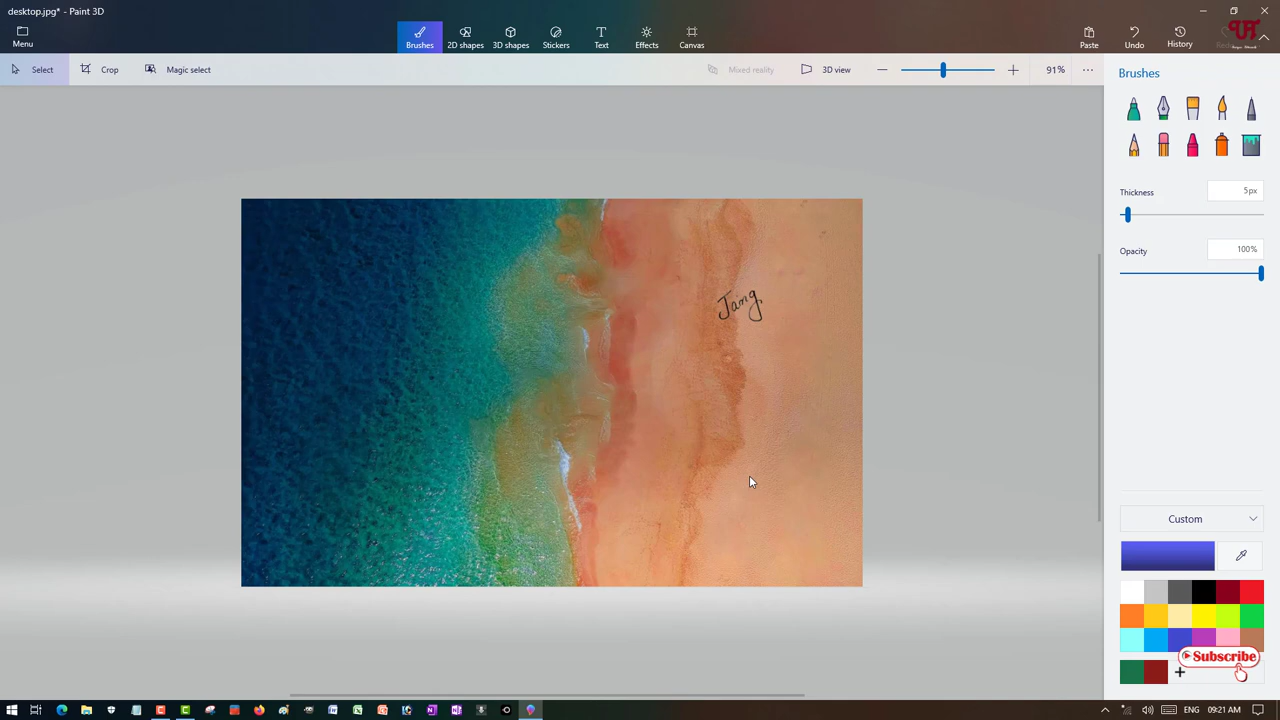 desktop.jpg* - Paint 3D
Menu
Brushes
2D shapes
3D shapes
Stickers
Text
Effects
Canvas
Paste
Undo
History
Select
Crop
Magic select
Mixed reality
3D view
91%
Brushes
Thickness
5px
Opacity
100%
Jang
Custom
Subscribe
ENG
09:21 AM